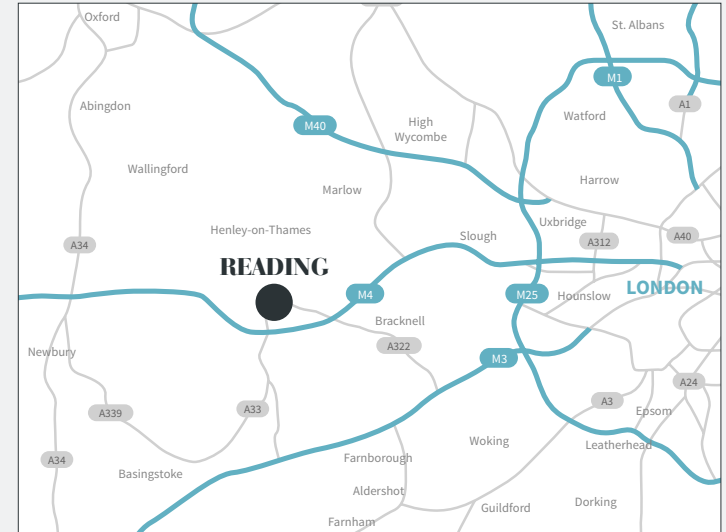 Oxford
St. Albans
M1
A1
Abingdon
Watford
M40
High
Wycombe
Wallingford
Harrow
Marlow
Uxbridge
Henley-on-Thames
Slough
A40
A312
A34
READING
LONDON
M4
M25
Hounslow
Bracknell
A322
Newbury
M3
A24
A3
A339
A33
Epsom
Woking
Leatherhead
A34
Farnborough
Basingstoke
Aldershot
Dorking
Guildford
Farnham